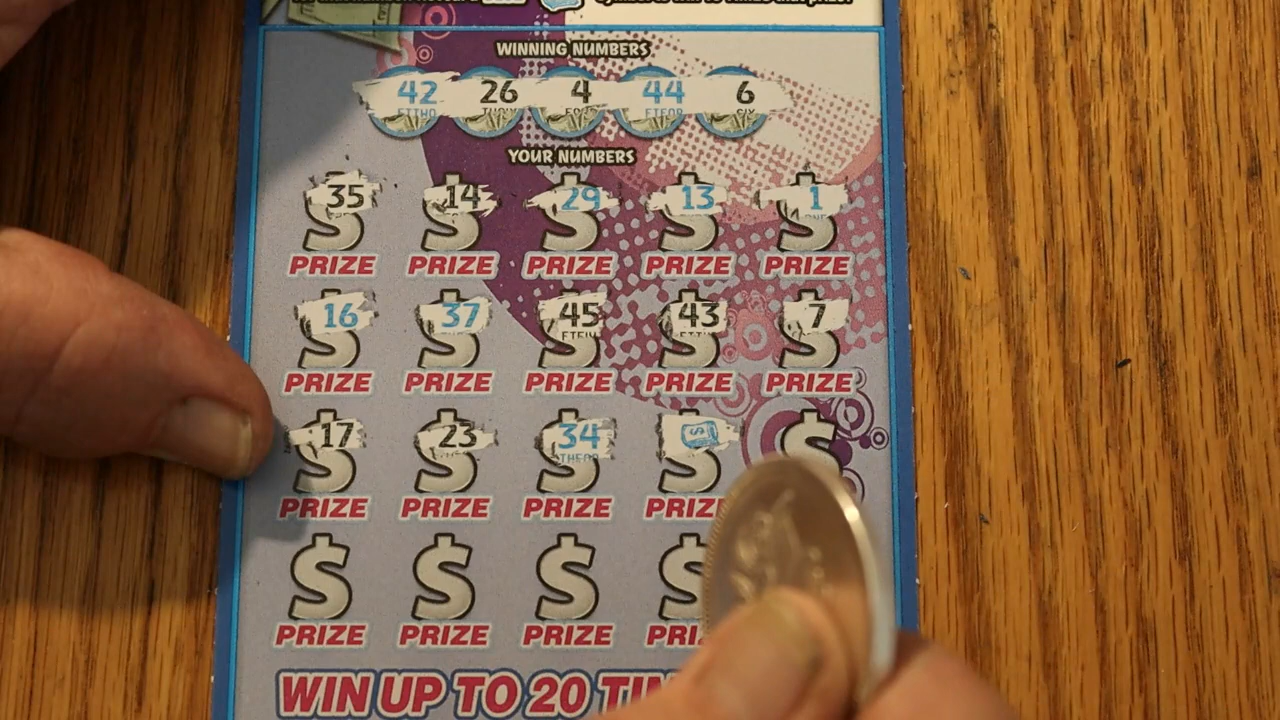 WINNING NUMBERS
42 26 4 44 6
YOUR NUMBERS
35 14 29 13 1
PRIZE PRIZE PRIZE PRIZE PRIZE
16 37 45 43 7
PRIZE PRIZE PRIZE PRIZE PRIZE
17 23 34
PRIZE PRIZE PRIZE PRIZE
PRIZE PRIZE PRIZE
WIN UP TO 20